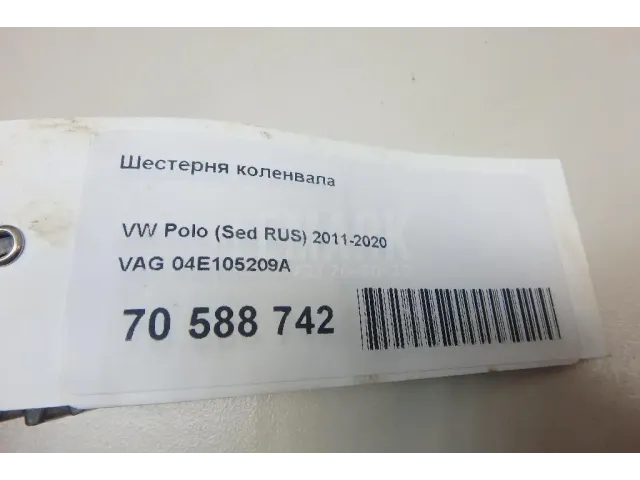 Шестерня коленвала
VW Polo (Sed RUS) 2011-2020
VAG 04E105209A
70 588 742